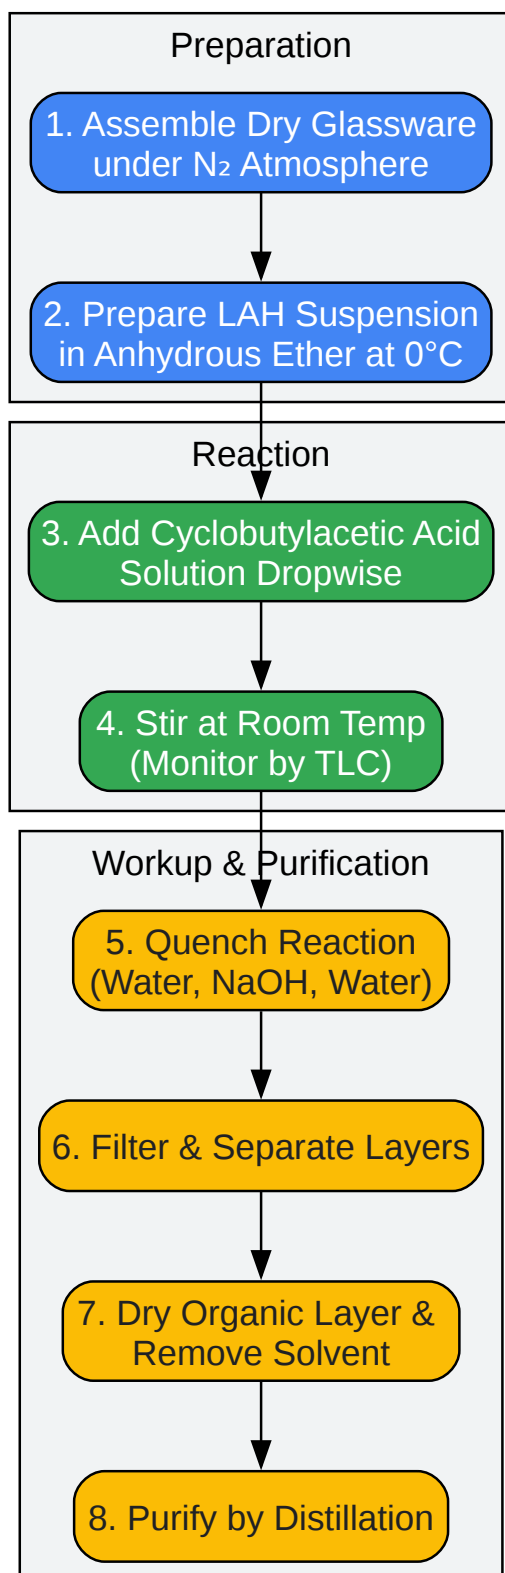 Preparation
1. Assemble Dry Glassware
under N₂ Atmosphere
2. Prepare LAH Suspension
in Anhydrous Ether at 0°C
Reaction
3. Add Cyclobutylacetic Acid
Solution Dropwise
4. Stir at Room Temp
(Monitor by TLC)
Workup & Purification
5. Quench Reaction
(Water, NaOH, Water)
6. Filter & Separate Layers
7. Dry Organic Layer &
Remove Solvent
8. Purify by Distillation